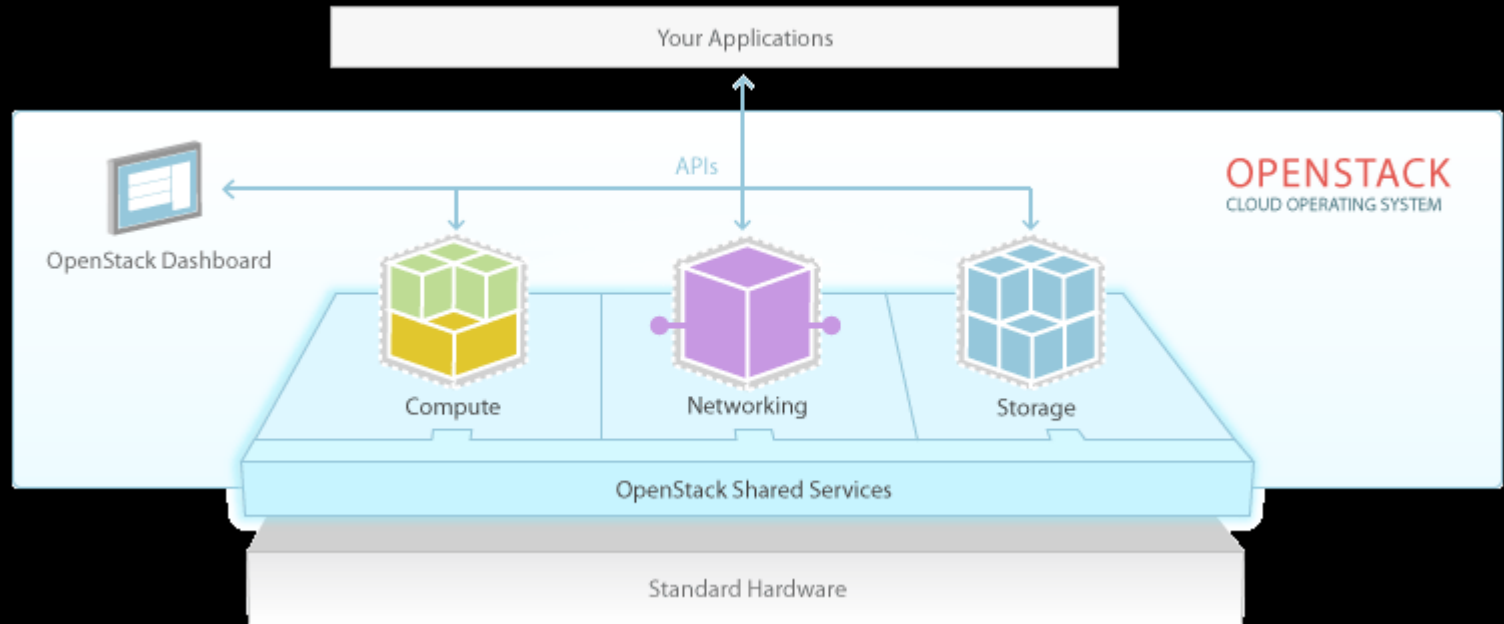 Your Applications
APIs
OPENSTACK
CLOUD OPERATING SYSTEM
OpenStack Dashboard
Compute
Networking
Storage
OpenStack Shared Services
Standard Hardware